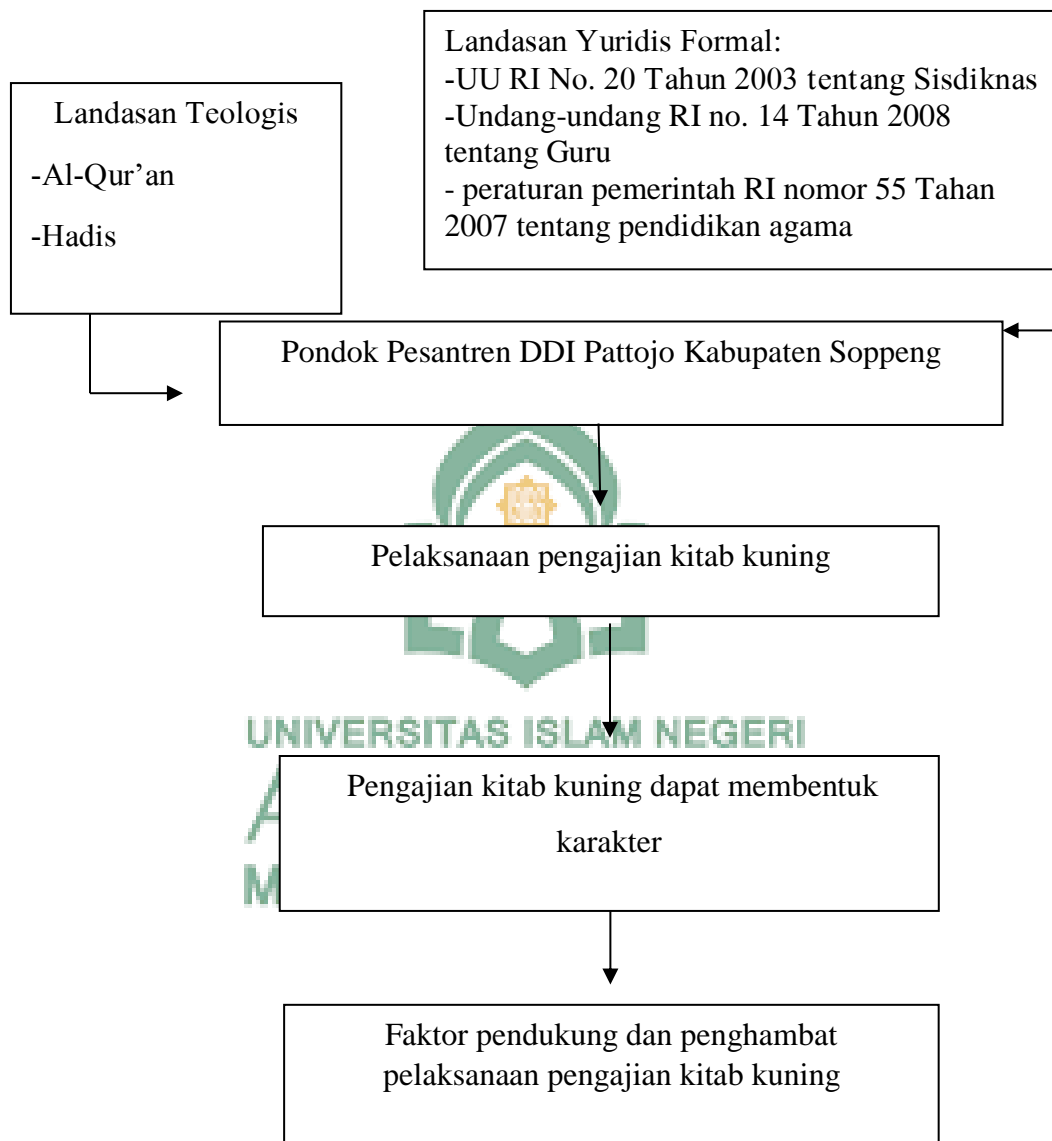 Landasan Teologis
-Al-Qur’an
-Hadis
Landasan Yuridis Formal:
-UU RI No. 20 Tahun 2003 tentang Sisdiknas
-Undang-undang RI no. 14 Tahun 2008
tentang Guru
- peraturan pemerintah RI nomor 55 Tahan
2007 tentang pendidikan agama
Pondok Pesantren DDI Pattojo Kabupaten Soppeng
Pelaksanaan pengajian kitab kuning
UNIVERSITAS ISLAM NEGERI
Pengajian kitab kuning dapat membentuk
karakter
Faktor pendukung dan penghambat
pelaksanaan pengajian kitab kuning